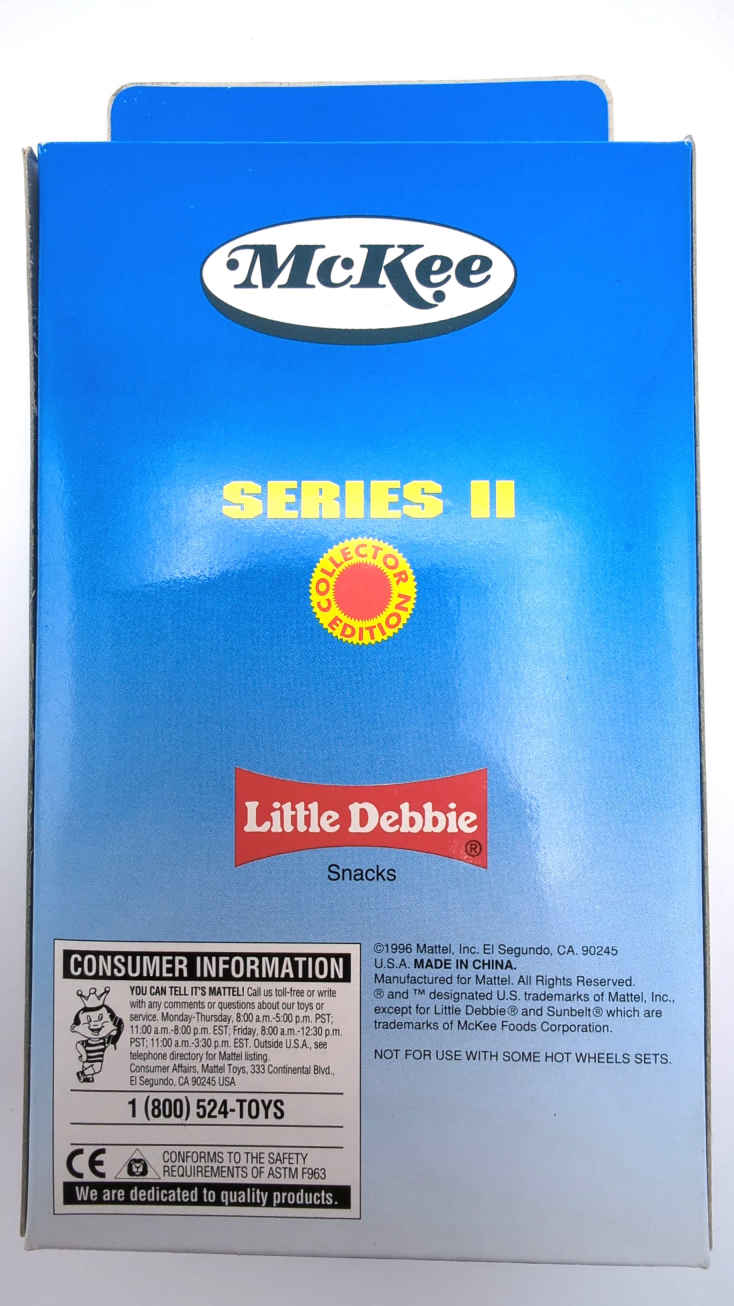 McKee
SERIES II
COLLECTOR
EDITION
Little Debbie
®
Snacks
CONSUMER INFORMATION
YOU CAN TELL IT'S MATTEL! Call us toll-free or write
with any comments or questions about our toys or
service. Monday-Thursday, 8:00 a.m.-5:00 p.m. PST;
11:00 a.m.-8:00 p.m. EST; Friday, 8:00 a.m.-12:30 p.m.
PST; 11:00 a.m.-3:30 p.m. EST. Outside U.S.A., see
telephone directory for Mattel listing.
Consumer Affairs, Mattel Toys, 333 Continental Blvd.,
El Segundo, CA 90245 USA
1 (800) 524-TOYS
CE
CONFORMS TO THE SAFETY
REQUIREMENTS OF ASTM F963
We are dedicated to quality products.
©1996 Mattel, Inc. El Segundo, CA. 90245
U.S.A. MADE IN CHINA.
Manufactured for Mattel. All Rights Reserved.
® and ™ designated U.S. trademarks of Mattel, Inc.,
except for Little Debbie® and Sunbelt® which are
trademarks of McKee Foods Corporation.
NOT FOR USE WITH SOME HOT WHEELS SETS.